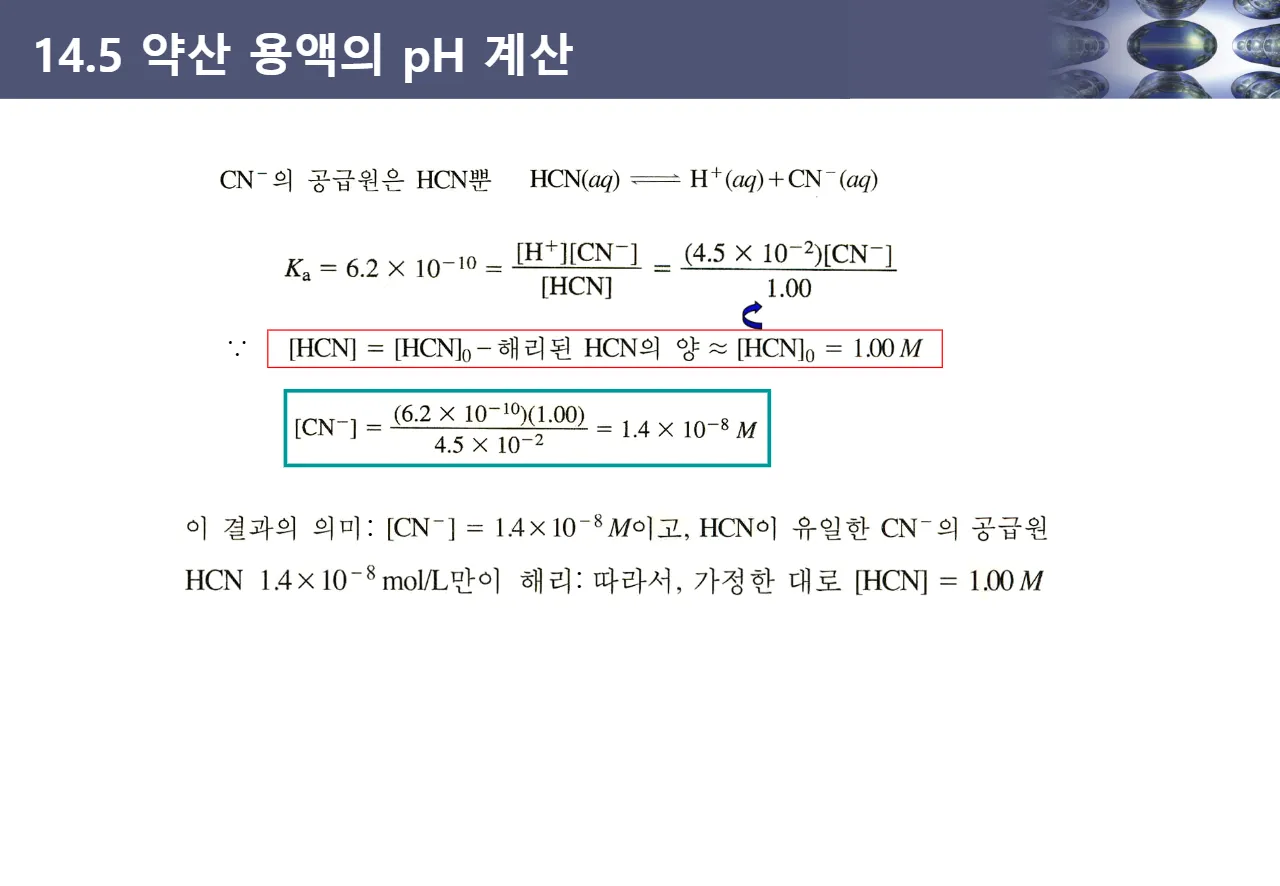 14.5 약산 용액의 pH 계산
CN⁻의 공급원은 HCN뿐 HCN(aq) ⇌ H⁺(aq)+CN⁻(aq)
Kₐ = 6.2 × 10⁻¹⁰ = [H⁺][CN⁻] / [HCN] = (4.5 × 10⁻²)[CN⁻] / 1.00
∵ [HCN] = [HCN]₀ − 해리된 HCN의 양 ≈ [HCN]₀ = 1.00 M
[CN⁻] = (6.2 × 10⁻¹⁰)(1.00) / 4.5 × 10⁻² = 1.4 × 10⁻⁸ M
이 결과의 의미: [CN⁻] = 1.4×10⁻⁸ M이고, HCN이 유일한 CN⁻의 공급원
HCN 1.4×10⁻⁸ mol/L만이 해리: 따라서, 가정한 대로 [HCN] = 1.00 M